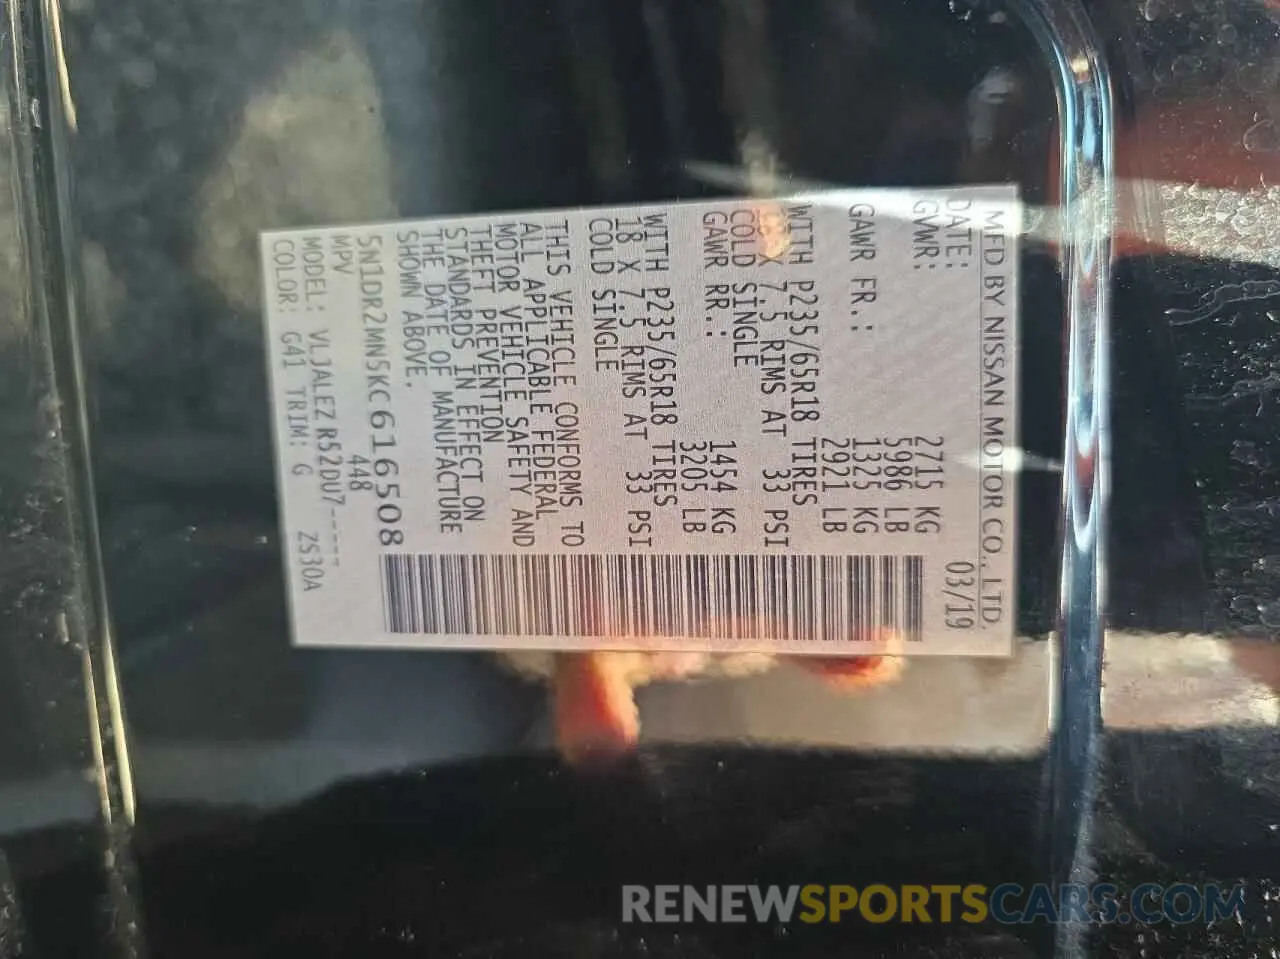 MFD BY NISSAN MOTOR CO., LTD.
DATE: 03/19
GVWR: 2715 KG
5986 LB
GAWR FR.: 1325 KG
2921 LB
WITH P235/65R18 TIRES
X 7.5 RIMS AT 33 PSI
COLD SINGLE
GAWR RR.: 1454 KG
3205 LB
WITH P235/65R18 TIRES
18 X 7.5 RIMS AT 33 PSI
COLD SINGLE
THIS VEHICLE CONFORMS TO
ALL APPLICABLE FEDERAL
MOTOR VEHICLE SAFETY AND
THEFT PREVENTION
STANDARDS IN EFFECT ON
THE DATE OF MANUFACTURE
SHOWN ABOVE.
5N1DR2MN5KC616508
MPV 448
MODEL: VLJALEZ R52DU7-----
COLOR: G41 TRIM: G ZS30A
RENEWSPORTSCARS.COM